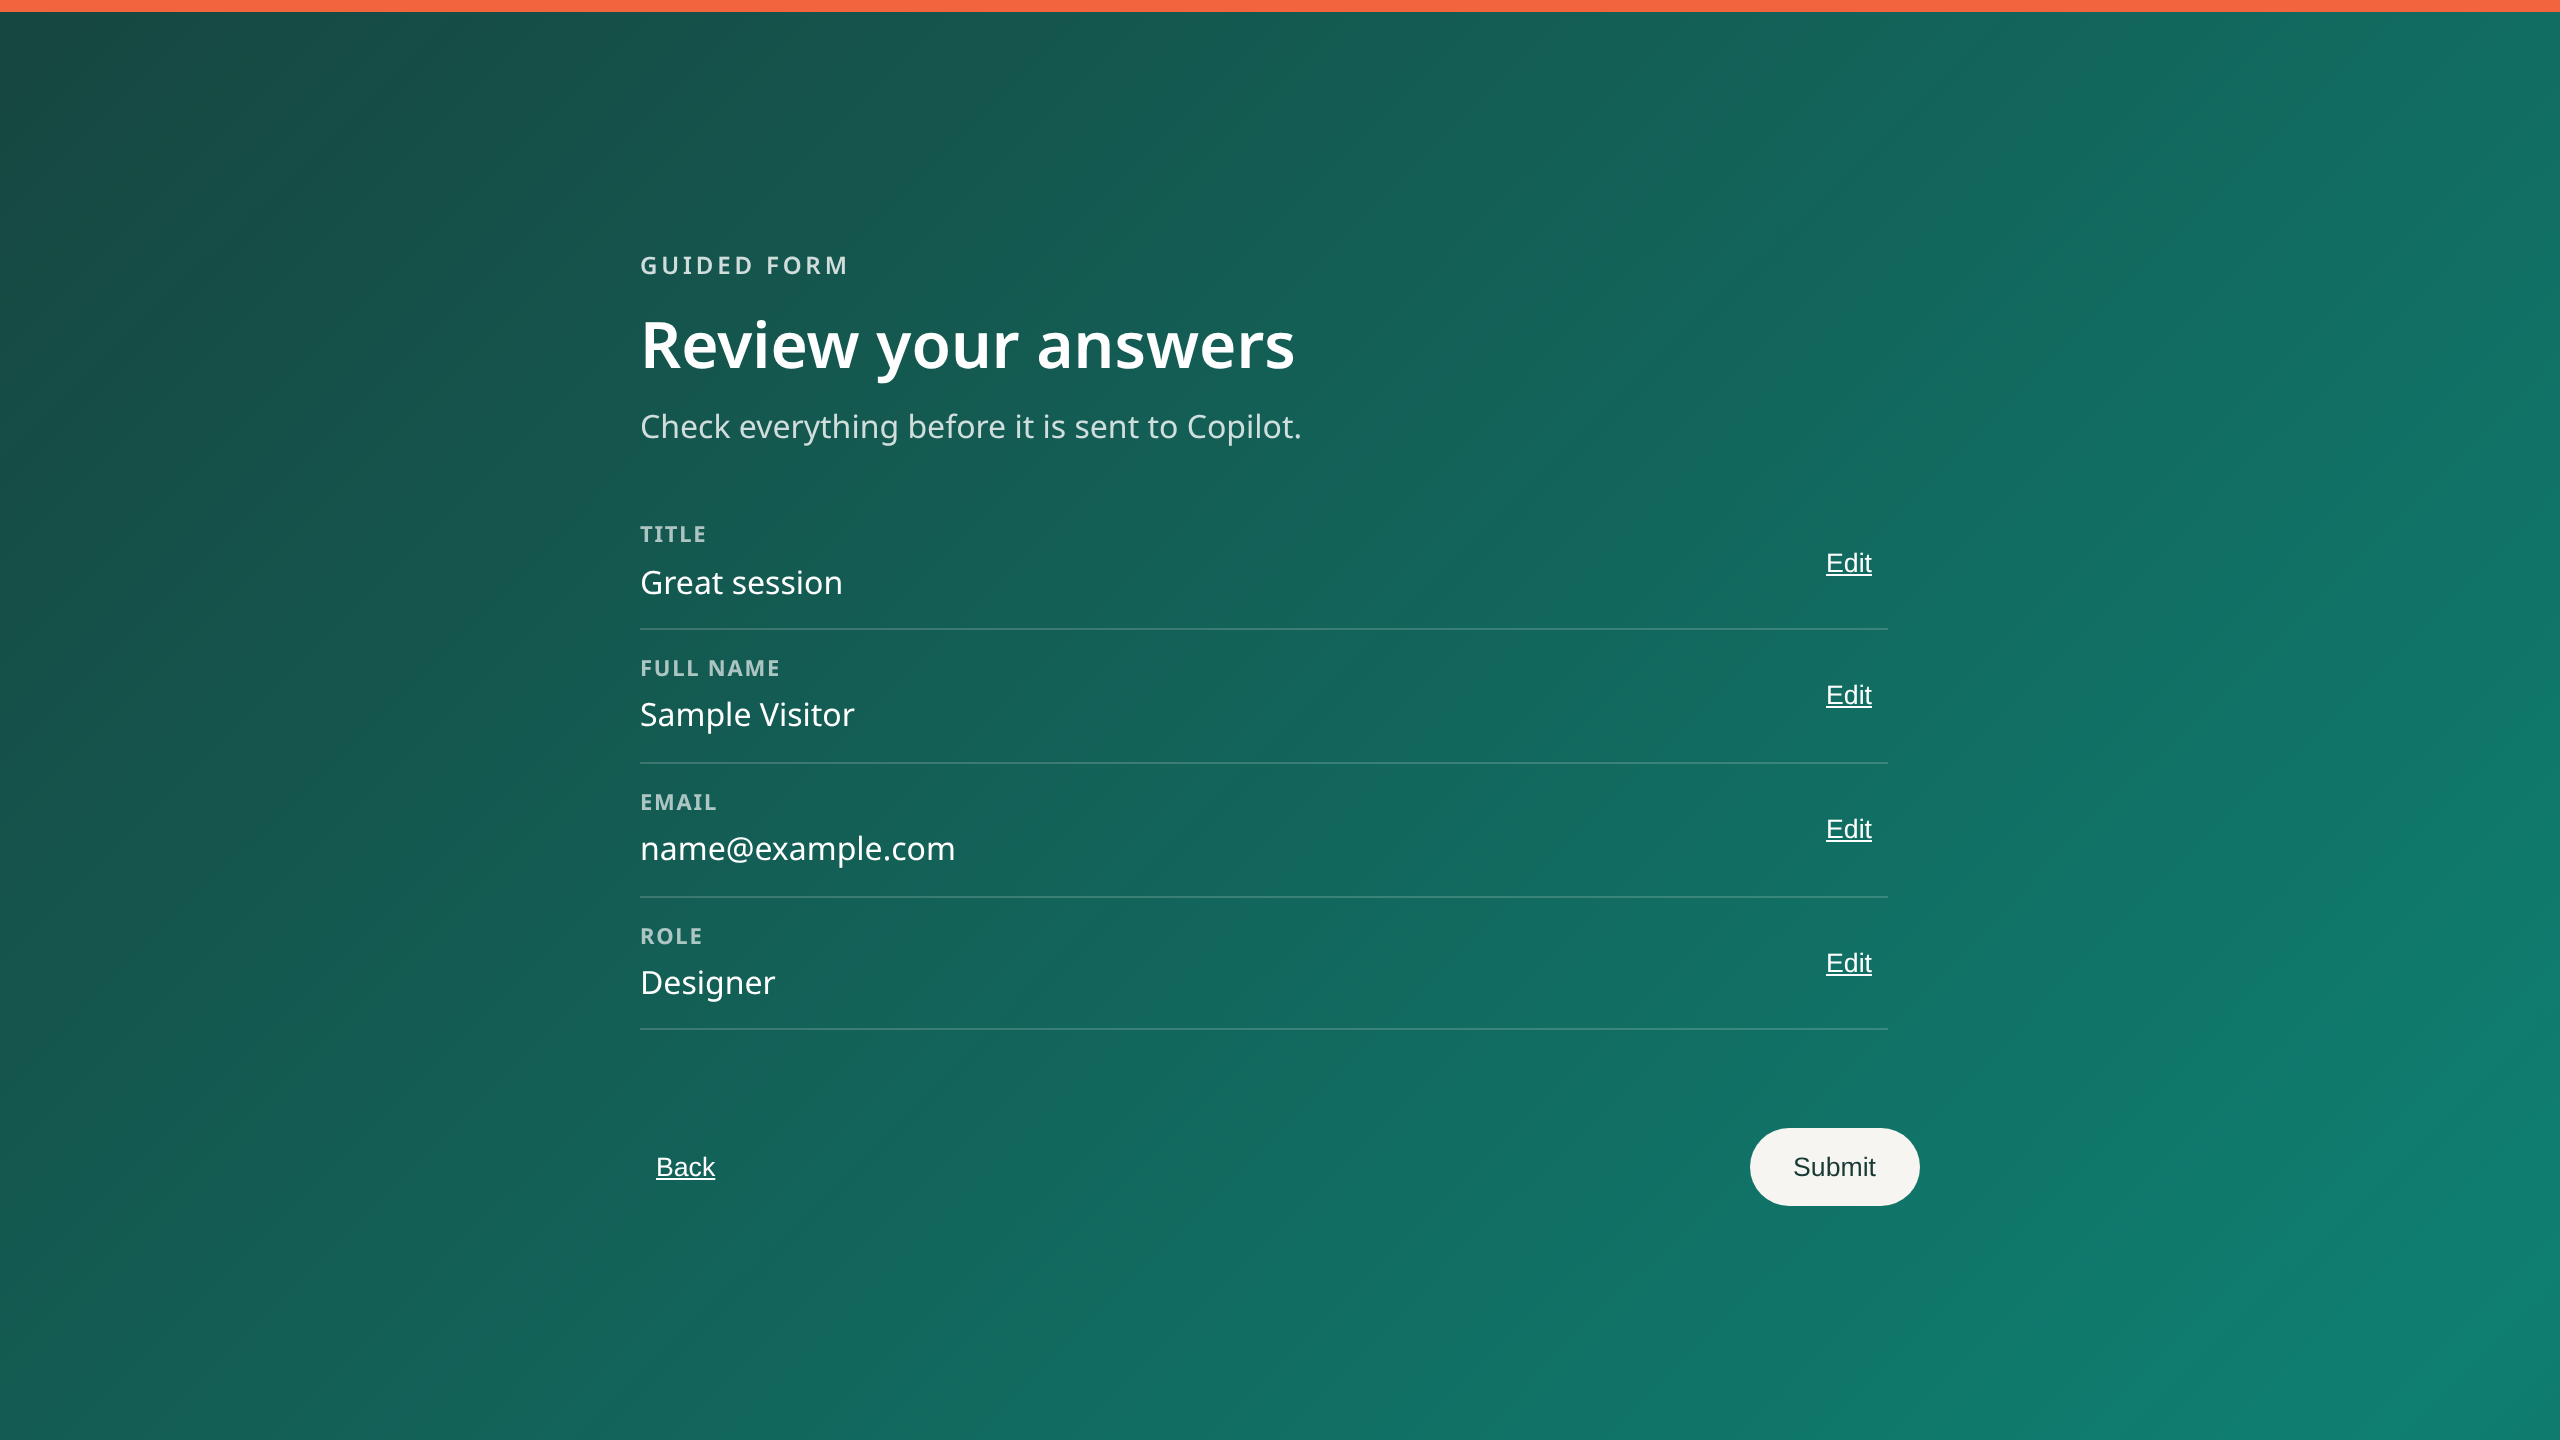 GUIDED FORM
Review your answers
Check everything before it is sent to Copilot.
TITLE
Great session
Edit
FULL NAME
Sample Visitor
Edit
EMAIL
name@example.com
Edit
ROLE
Designer
Edit
Back
Submit